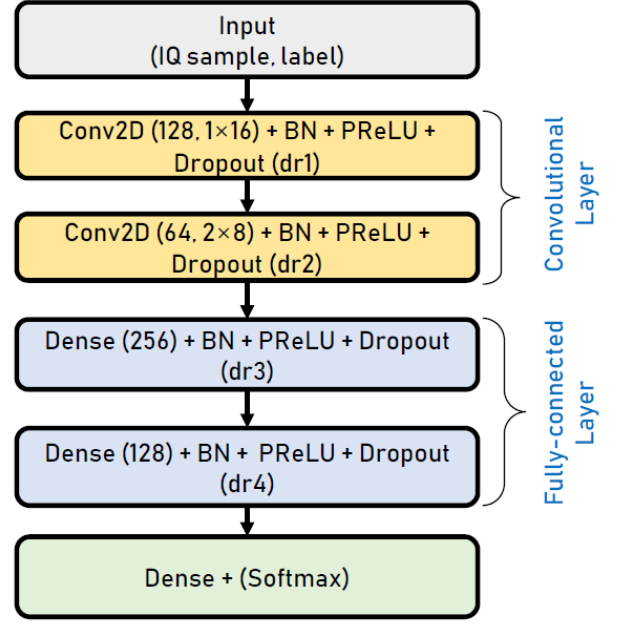 Input
(IQ sample, label)
Conv2D (128, 1×16) + BN + PReLU +
Dropout (dr1)
Conv2D (64, 2×8) + BN + PReLU +
Dropout (dr2)
Convolutional
Layer
Dense (256) + BN + PReLU + Dropout
(dr3)
Dense (128) + BN + PReLU + Dropout
(dr4)
Fully-connected
Layer
Dense + (Softmax)